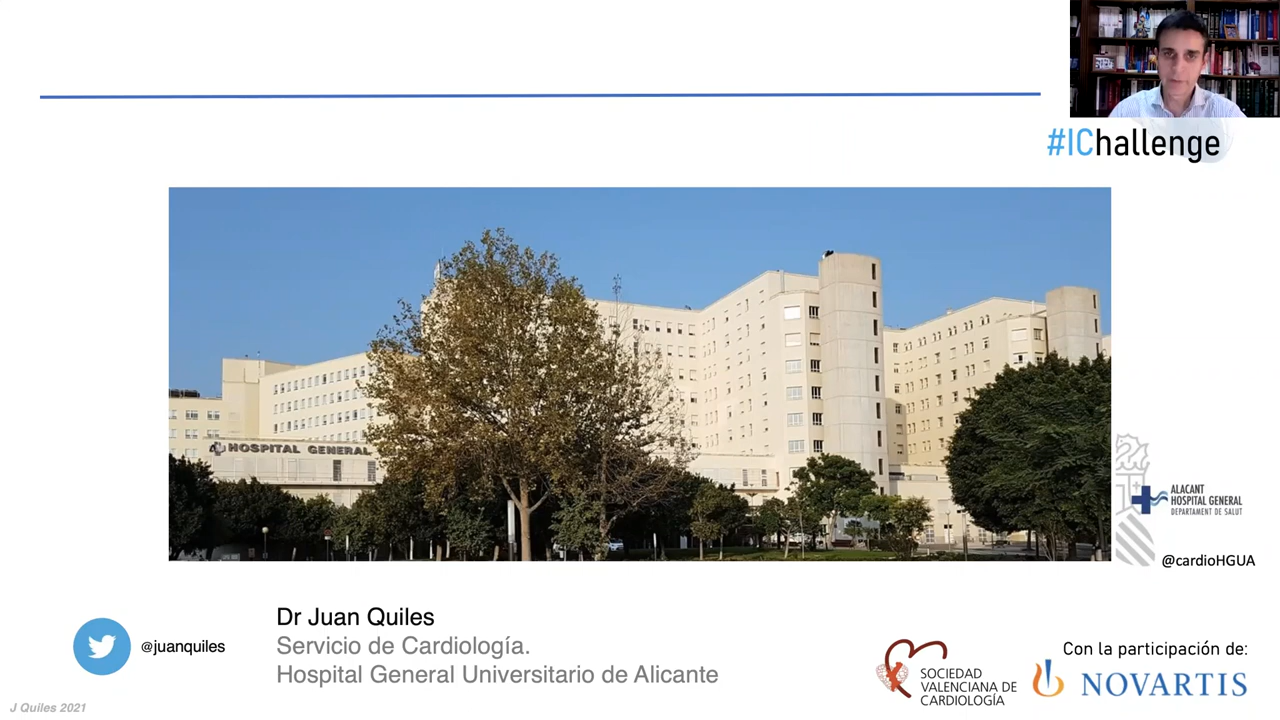 #IChallenge
HOSPITAL GENERAL
ALACANT
HOSPITAL GENERAL
DEPARTAMENT DE SALUT
@cardioHGUA
@juanquiles
Dr Juan Quiles
Servicio de Cardiología.
Hospital General Universitario de Alicante
SOCIEDAD
VALENCIANA DE
CARDIOLOGÍA
Con la participación de:
NOVARTIS
J Quiles 2021